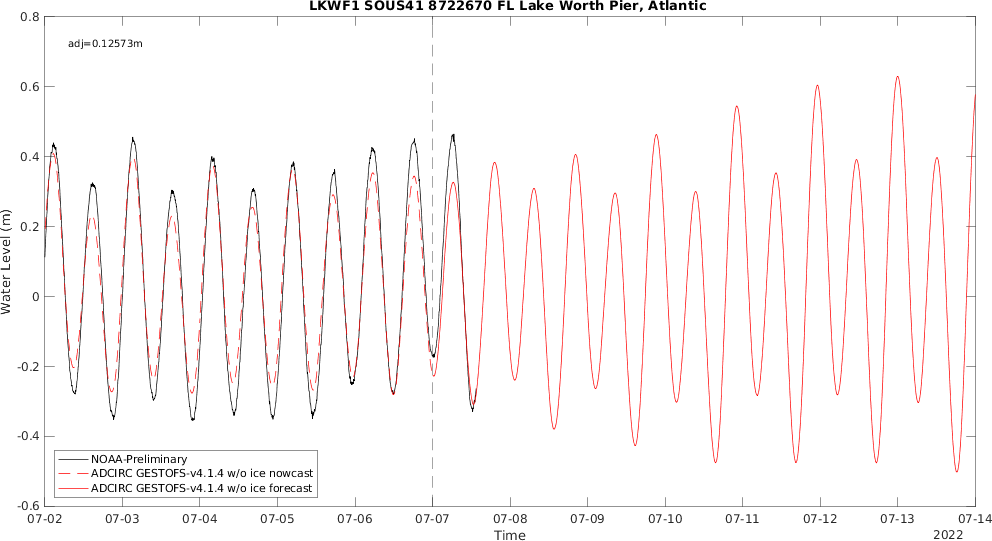 LKWF1 SOUS41 8722670 FL Lake Worth Pier, Atlantic
0.8
adj=0.12573m
0.6
0.4
0.2
0
-0.2
-0.4
-0.6
Water Level (m)
NOAA-Preliminary
ADCIRC GESTOFS-v4.1.4 w/o ice nowcast
ADCIRC GESTOFS-v4.1.4 w/o ice forecast
07-02 07-03 07-04 07-05 07-06 07-07 07-08 07-09 07-10 07-11 07-12 07-13 07-14
Time
2022